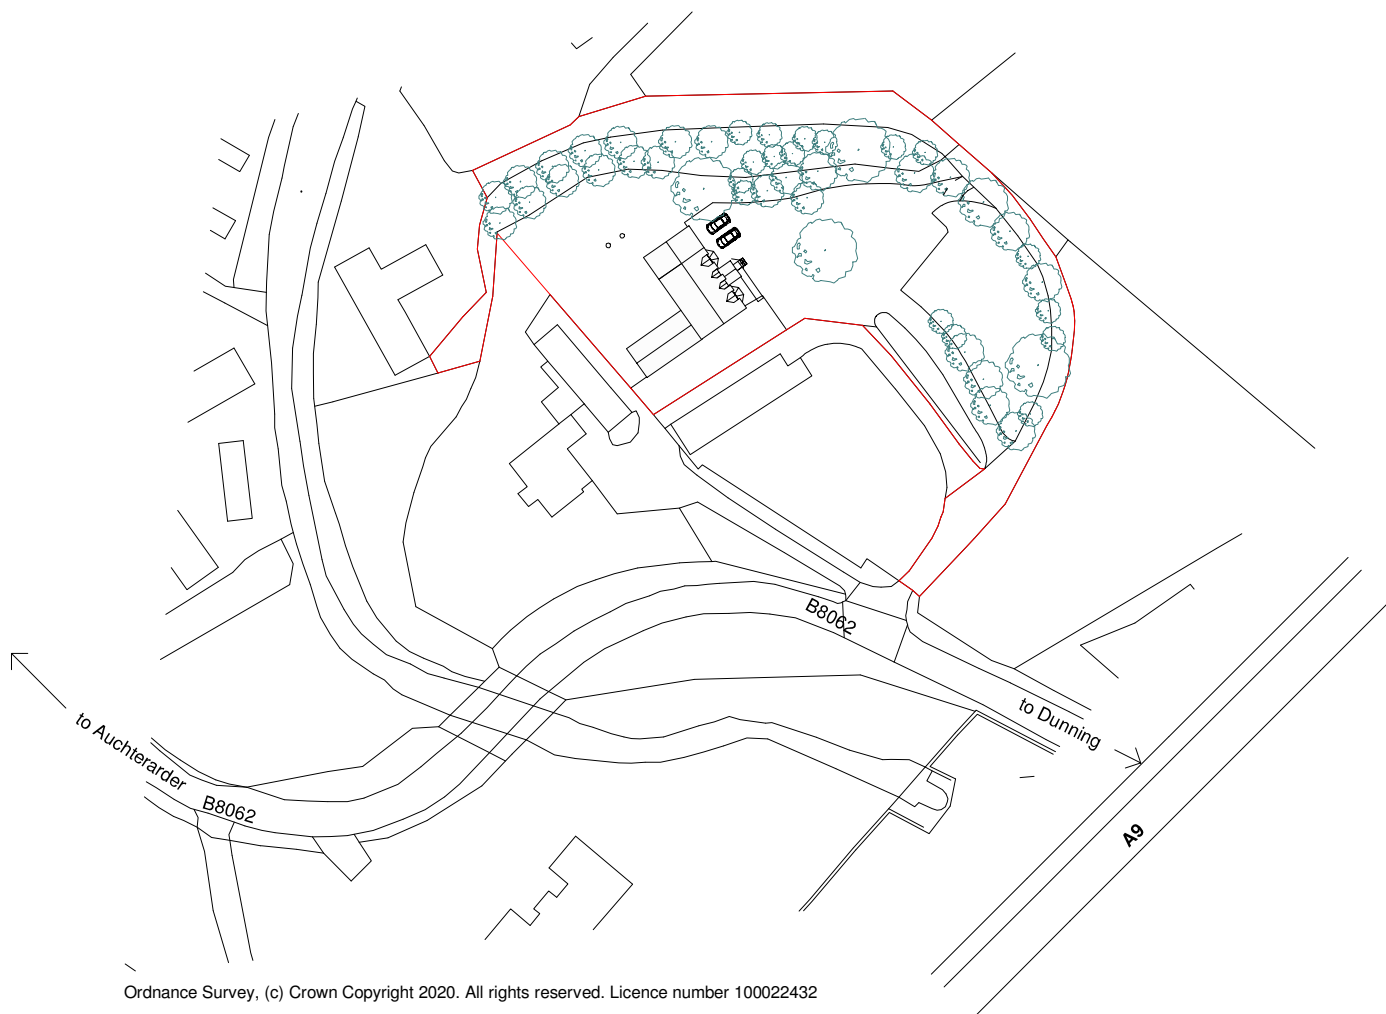 B8062
to Dunning
to Auchterarder
B8062
A9
Ordnance Survey, (c) Crown Copyright 2020. All rights reserved. Licence number 100022432